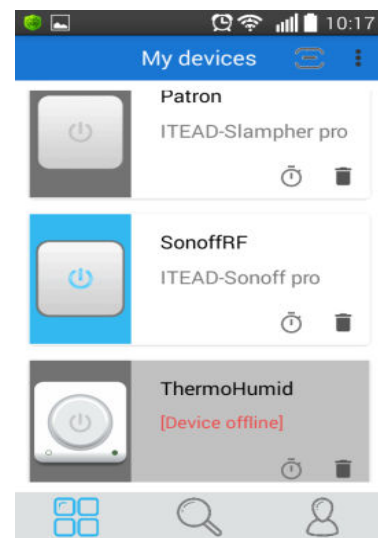 10:17
My devices
Patron
ITEAD-Slampher pro
SonoffRF
ITEAD-Sonoff pro
ThermoHumid
[Device offline]